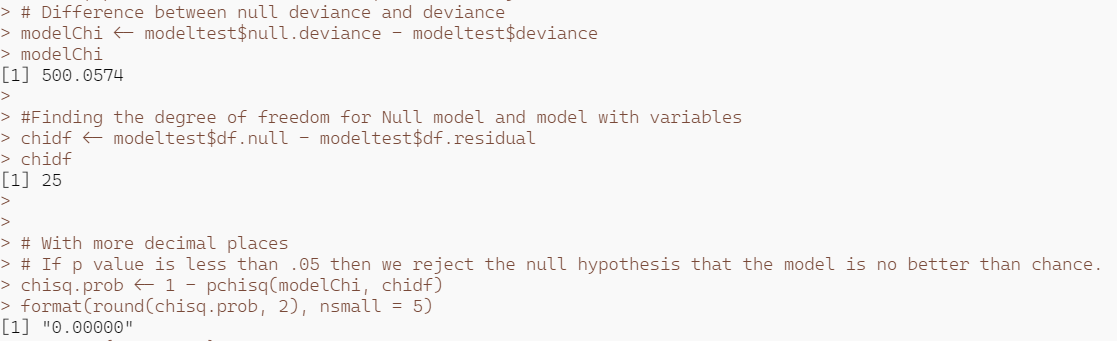 > # Difference between null deviance and deviance
> modelChi <- modeltest$null.deviance - modeltest$deviance
> modelChi
[1] 500.0574
>
> #Finding the degree of freedom for Null model and model with variables
> chidf <- modeltest$df.null - modeltest$df.residual
> chidf
[1] 25
>
>
> # With more decimal places
> # If p value is less than .05 then we reject the null hypothesis that the model is no better than chance.
> chisq.prob <- 1 - pchisq(modelChi, chidf)
> format(round(chisq.prob, 2), nsmall = 5)
[1] "0.00000"